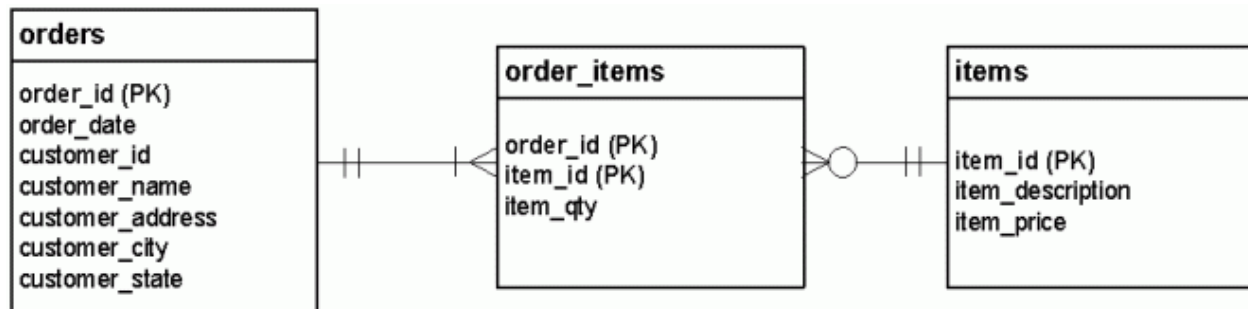 orders
order_id (PK)
order_date
customer_id
customer_name
customer_address
customer_city
customer_state
order_items
order_id (PK)
item_id (PK)
item_qty
items
item_id (PK)
item_description
item_price